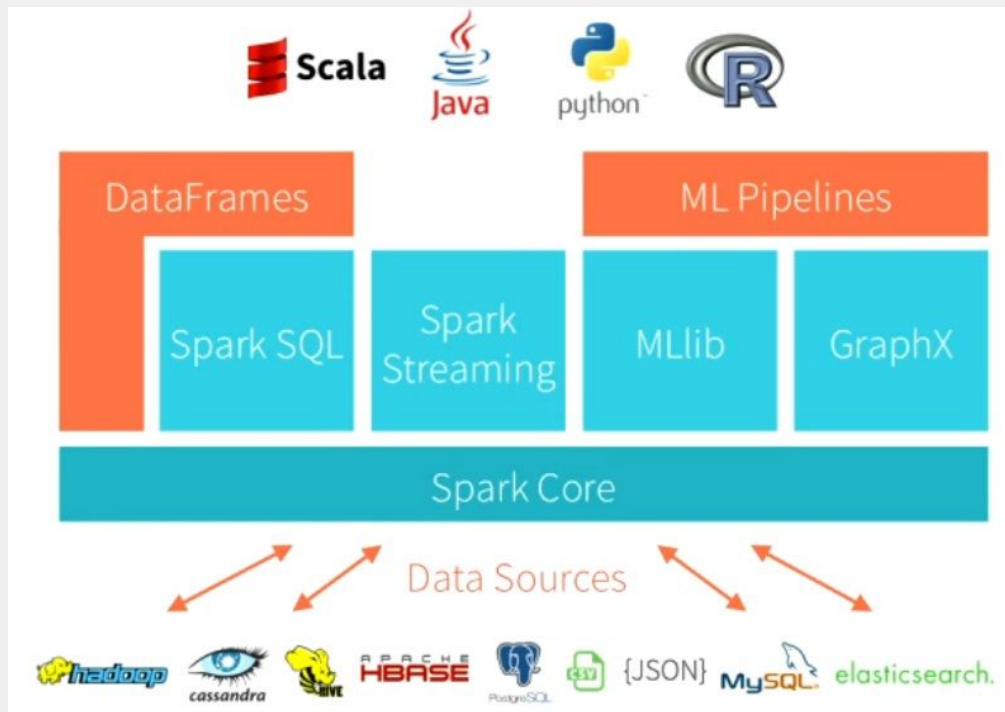 Scala
Java
python
R
DataFrames
ML Pipelines
Spark SQL
Spark
Streaming
MLlib
GraphX
Spark Core
Data Sources
hadoop
cassandra
HIVE
APACHE
HBASE
PostgreSQL
CSV
{JSON}
MySQL
elasticsearch.